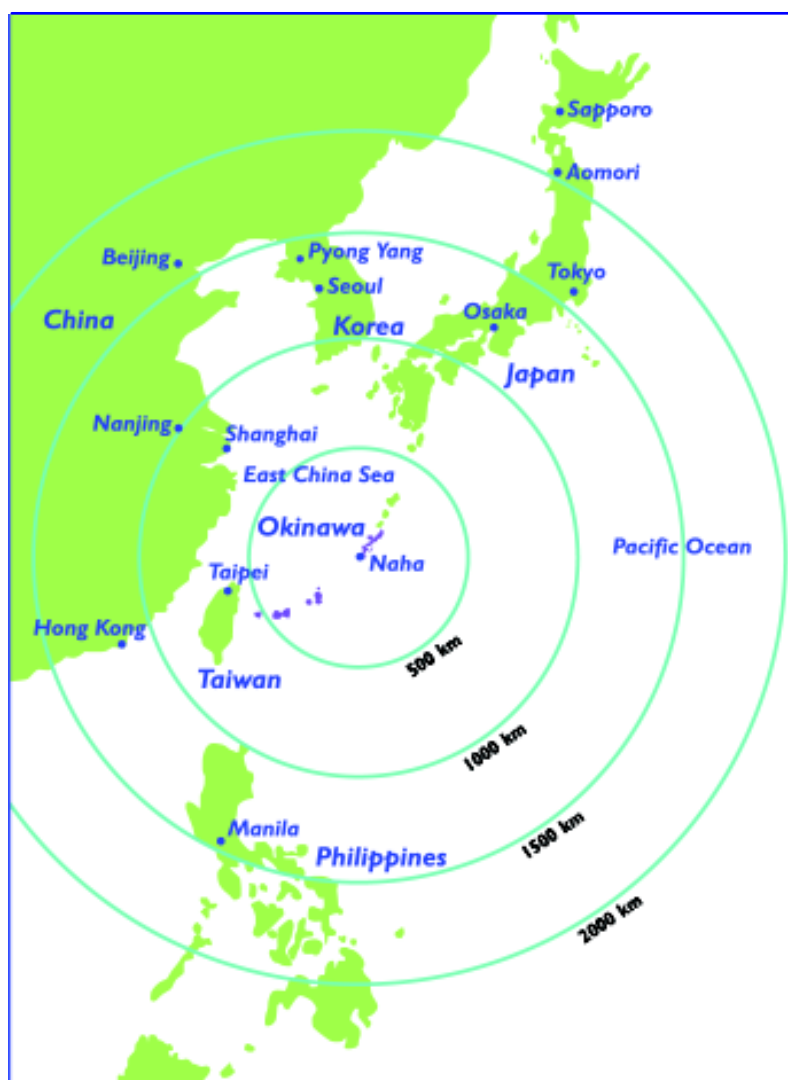 Sapporo
Aomori
Beijing
Pyong Yang
Tokyo
Seoul
China
Osaka
Korea
Japan
Nanjing
Shanghai
East China Sea
Okinawa
Pacific Ocean
Naha
Taipei
Hong Kong
500 km
Taiwan
1000 km
Manila
1500 km
Philippines
2000 km